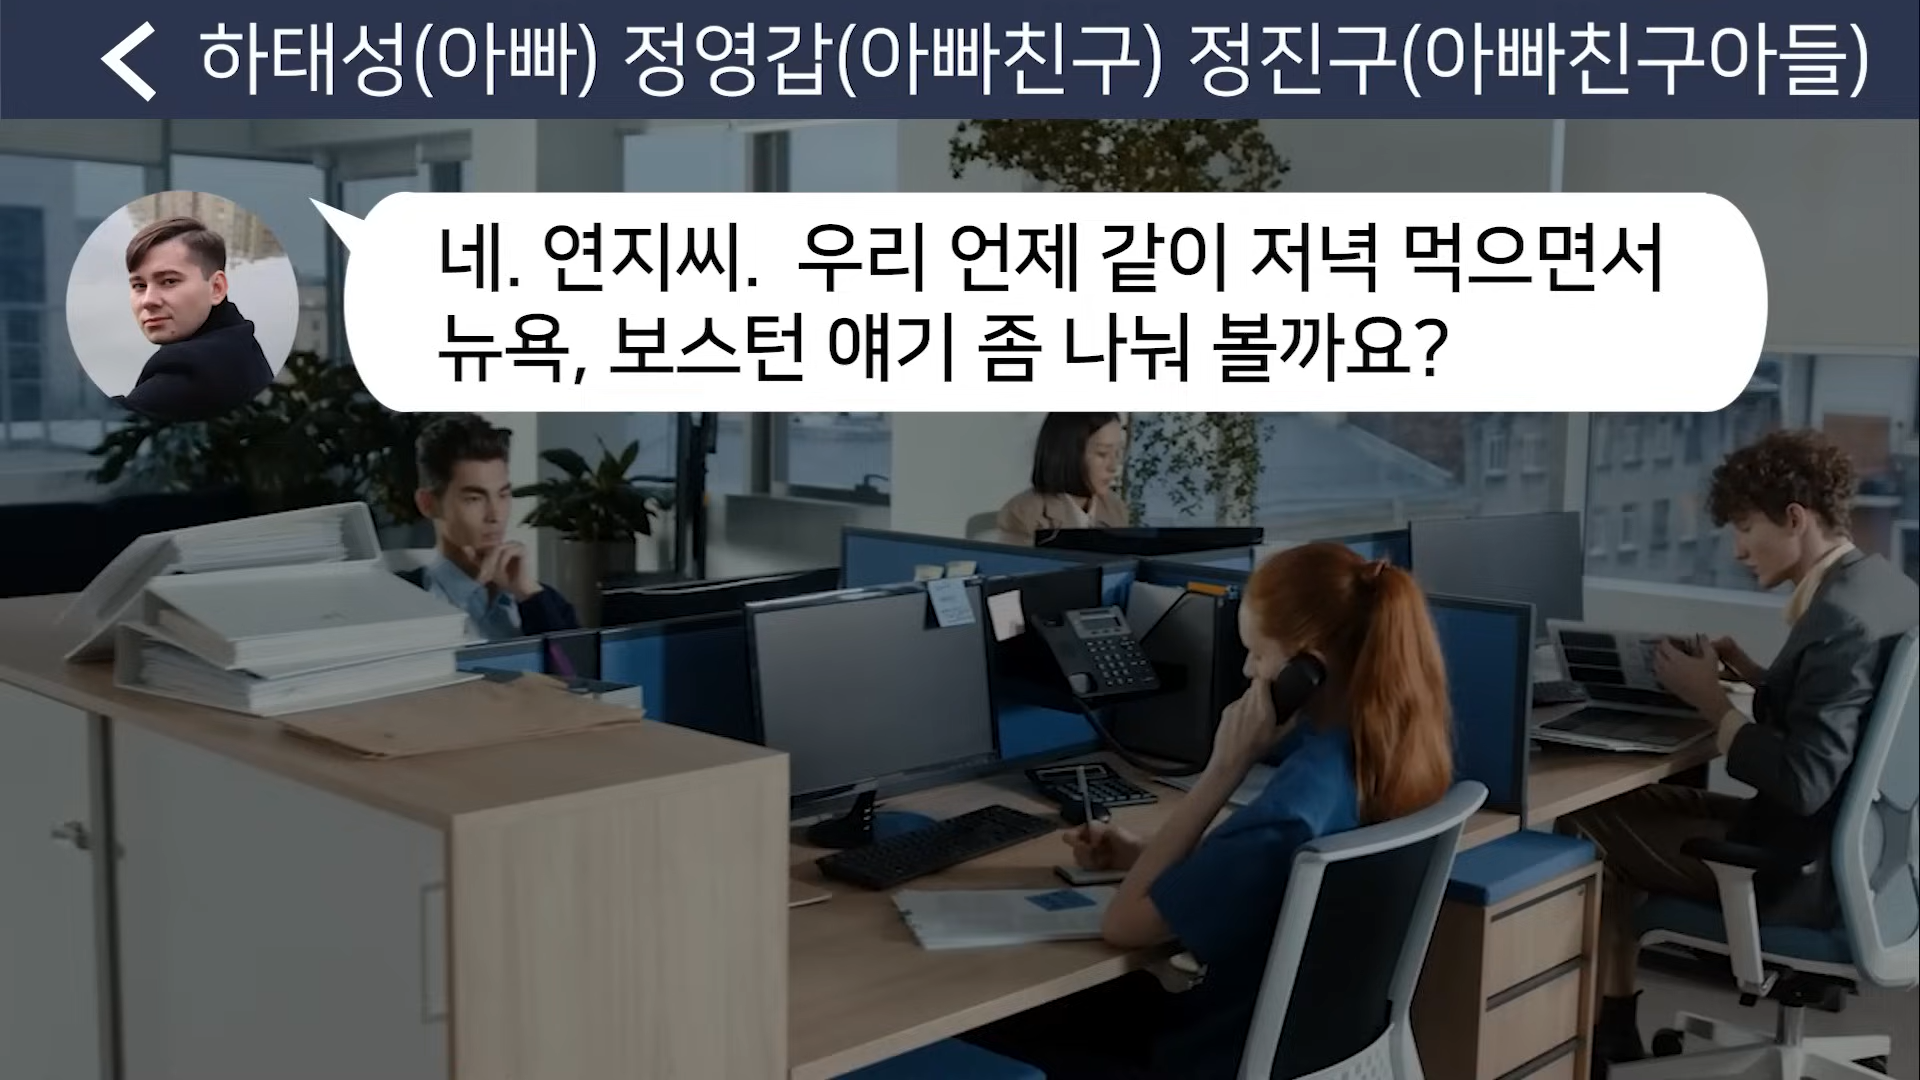 하태성(아빠) 정영갑(아빠친구) 정진구(아빠친구아들)
네. 연지씨. 우리 언제 같이 저녁 먹으면서
뉴욕, 보스턴 얘기 좀 나눠 볼까요?